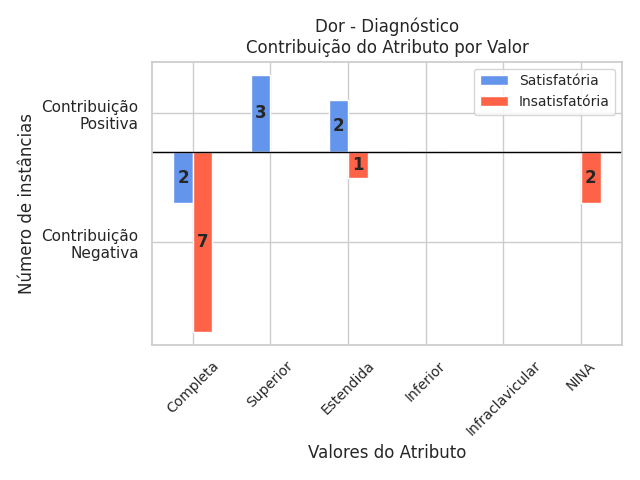 Dor - Diagnóstico
Contribuição do Atributo por Valor
Satisfatória
Insatisfatória
Contribuição
Positiva
Contribuição
Negativa
Número de instâncias
2
7
3
2
1
2
Completa
Superior
Estendida
Inferior
Infraclavicular
NINA
Valores do Atributo